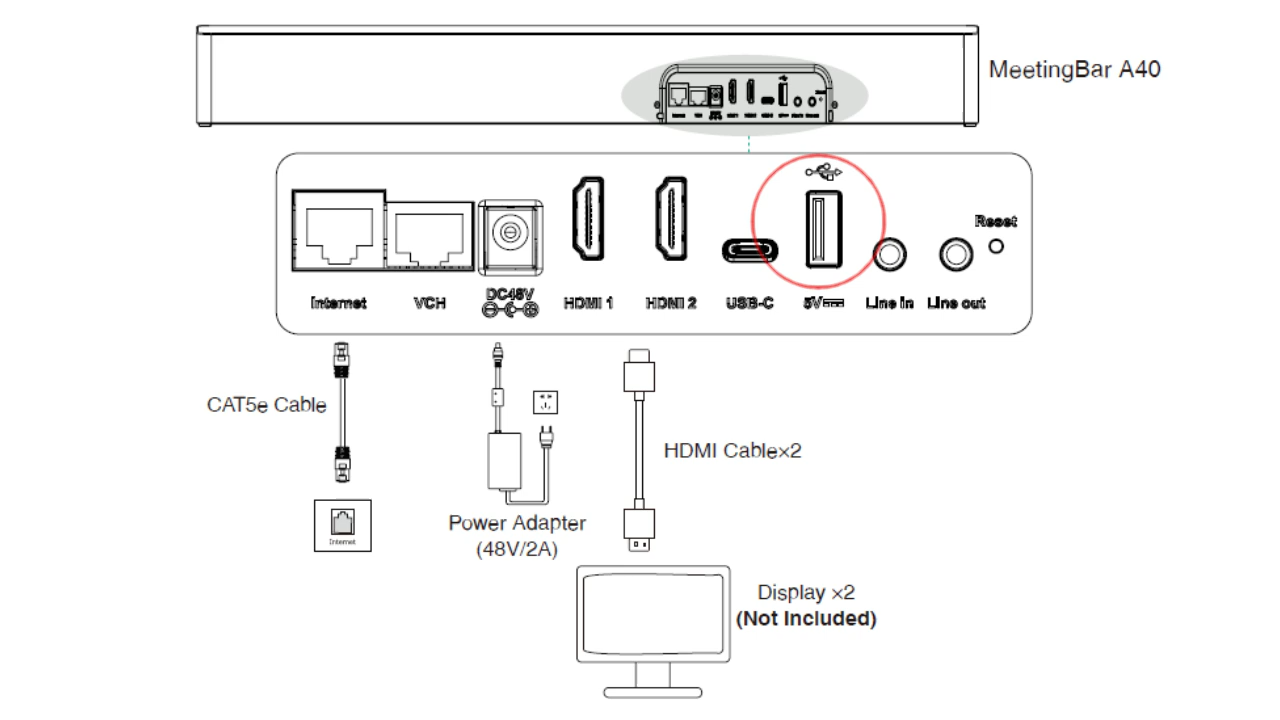 MeetingBar A40
Reset
Internet
VCH
DC48V
HDMI 1
HDMI 2
USB-C
5V
Line in
Line out
CAT5e Cable
HDMI Cable×2
Power Adapter
(48V/2A)
Internet
Display ×2
(Not Included)